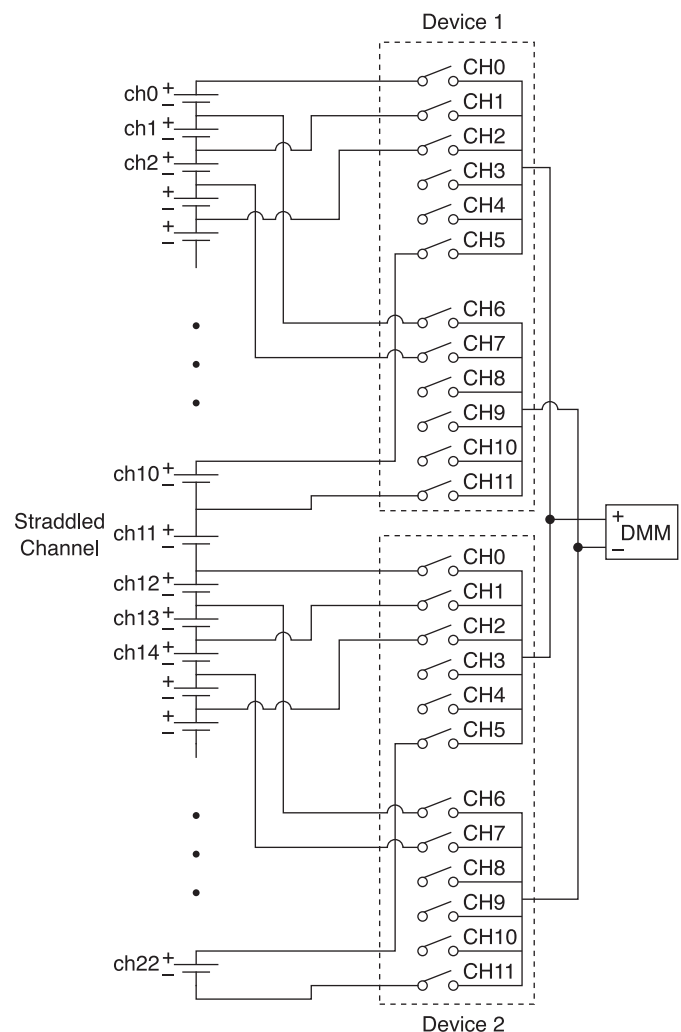 Device 1
ch0 + −
ch1 + −
ch2 + −
+ −
+ −
CH0
CH1
CH2
CH3
CH4
CH5
CH6
CH7
CH8
CH9
CH10
CH11
ch10 + −
Straddled
Channel
ch11 + −
ch12 + −
ch13 + −
ch14 + −
+ −
+ −
+
DMM
−
CH0
CH1
CH2
CH3
CH4
CH5
CH6
CH7
CH8
CH9
CH10
CH11
ch22 + −
Device 2